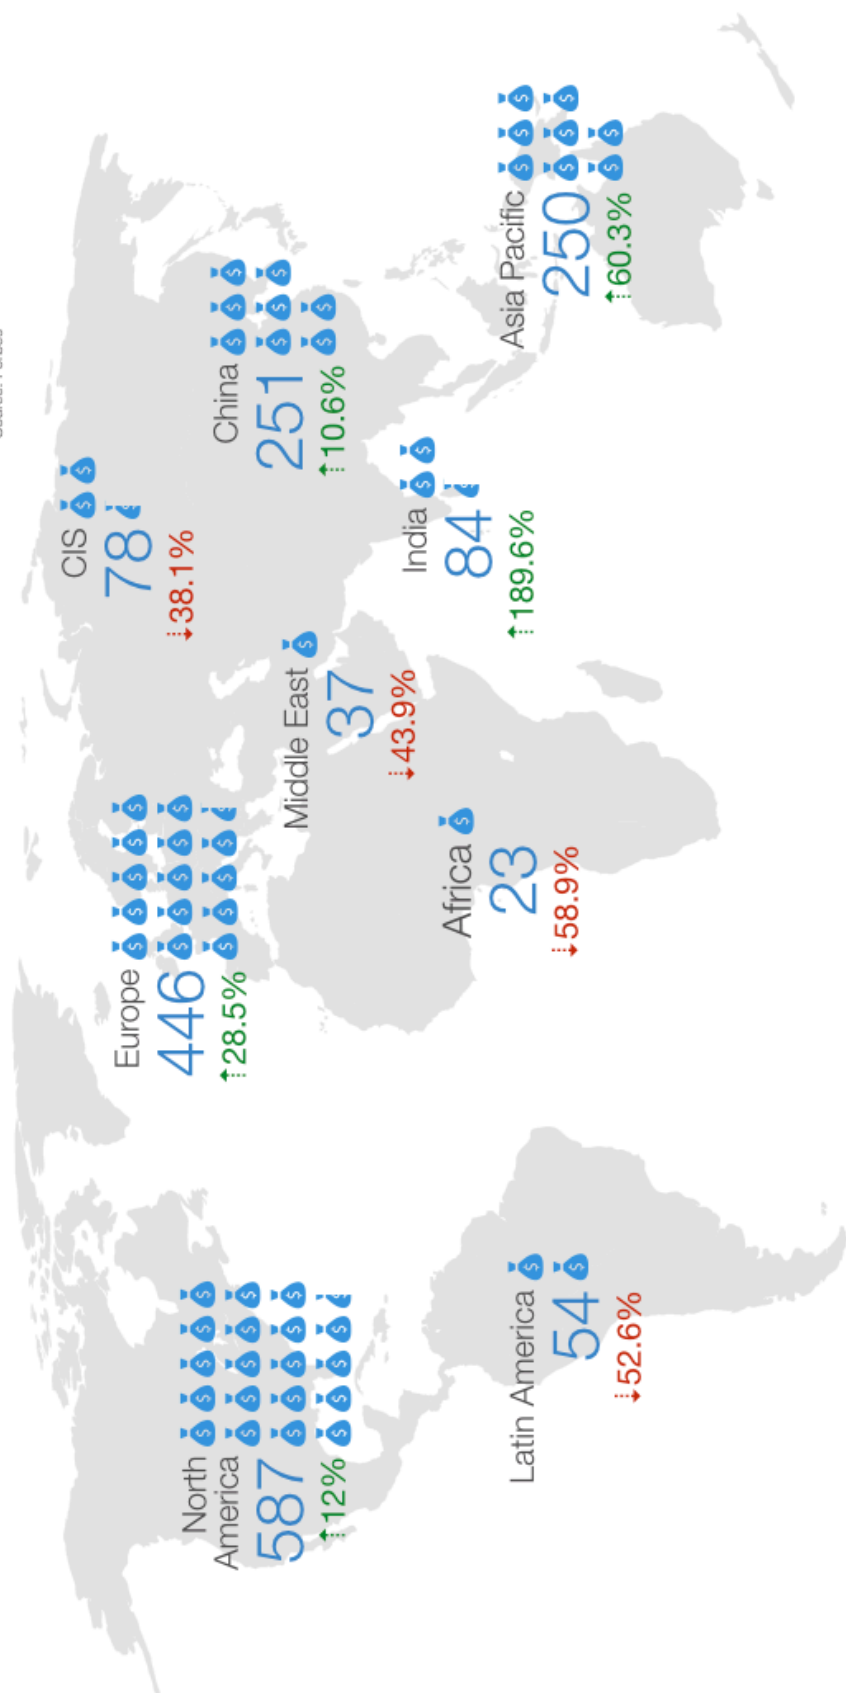 North
America
587
12%
Latin America
54
52.6%
Europe
446
28.5%
Africa
23
58.9%
Middle East
37
43.9%
CIS
78
38.1%
India
84
189.6%
China
251
10.6%
Asia Pacific
250
60.3%